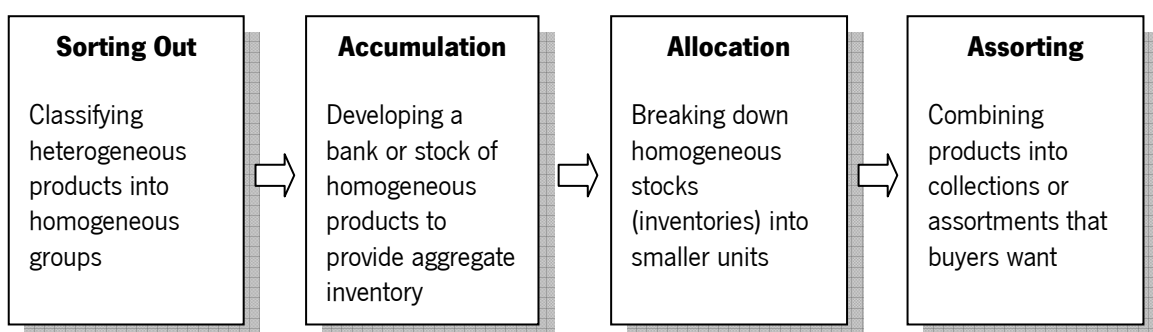 Sorting Out
Classifying
heterogeneous
products into
homogeneous
groups
Accumulation
Developing a
bank or stock of
homogeneous
products to
provide aggregate
inventory
Allocation
Breaking down
homogeneous
stocks
(inventories) into
smaller units
Assorting
Combining
products into
collections or
assortments that
buyers want